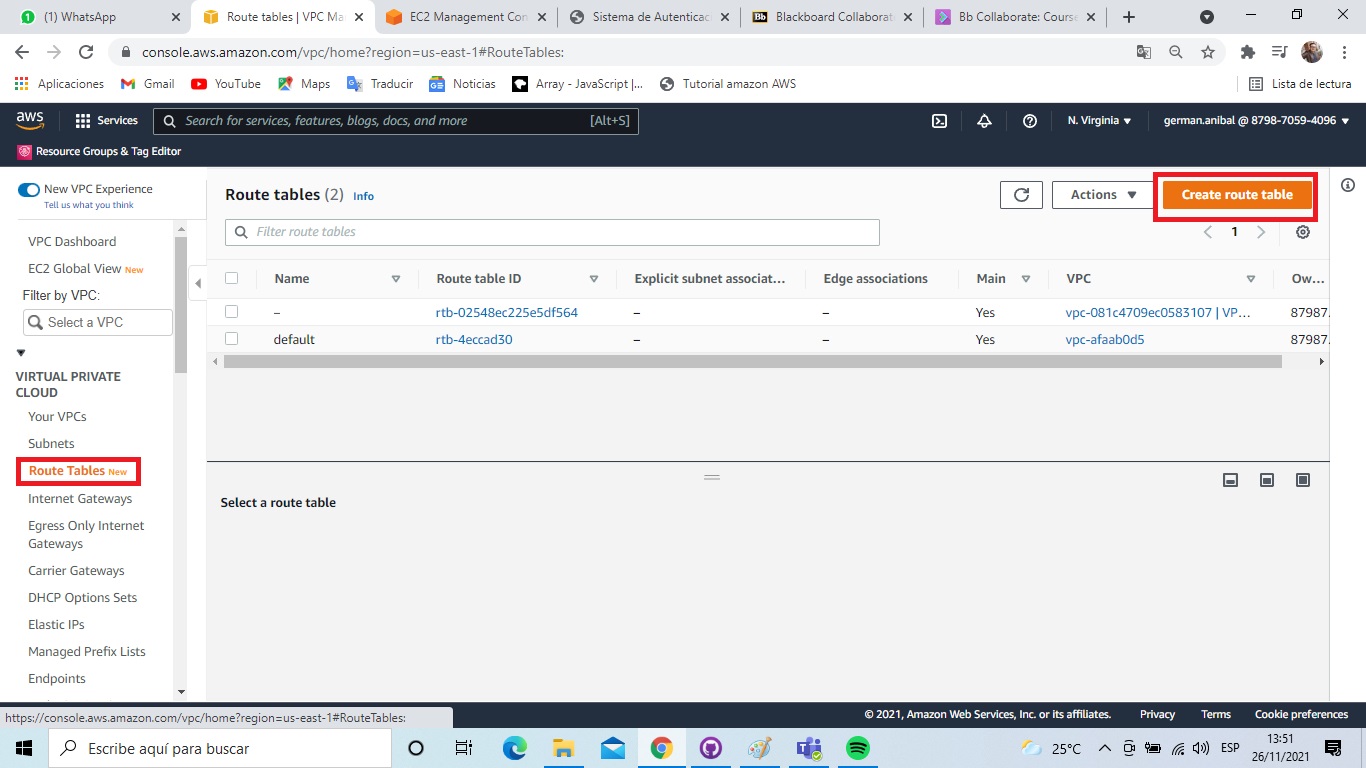 (1) WhatsApp
Route tables | VPC Ma
EC2 Management Con
Sistema de Autenticac
Blackboard Collaborat
Bb Collaborate: Course
console.aws.amazon.com/vpc/home?region=us-east-1#RouteTables:
Aplicaciones Gmail YouTube Maps Traducir Noticias Array - JavaScript |... Tutorial amazon AWS Lista de lectura
aws Services Search for services, features, blogs, docs, and more [Alt+S] N. Virginia german.anibal @ 8798-7059-4096
Resource Groups & Tag Editor
New VPC Experience
Tell us what you think
VPC Dashboard
EC2 Global View New
Filter by VPC:
Select a VPC
VIRTUAL PRIVATE
CLOUD
Your VPCs
Subnets
Route Tables New
Internet Gateways
Egress Only Internet
Gateways
Carrier Gateways
DHCP Options Sets
Elastic IPs
Managed Prefix Lists
Endpoints
Route tables (2) Info
Actions
Create route table
Filter route tables
1
Name Route table ID Explicit subnet associat... Edge associations Main VPC Ow...
– rtb-02548ec225e5df564 – – Yes vpc-081c4709ec0583107 | VP... 87987.
default rtb-4eccad30 – – Yes vpc-afaab0d5 87987.
Select a route table
https://console.aws.amazon.com/vpc/home?region=us-east-1#RouteTables:
© 2021, Amazon Web Services, Inc. or its affiliates. Privacy Terms Cookie preferences
Escribe aquí para buscar
25°C
ESP
13:51
26/11/2021